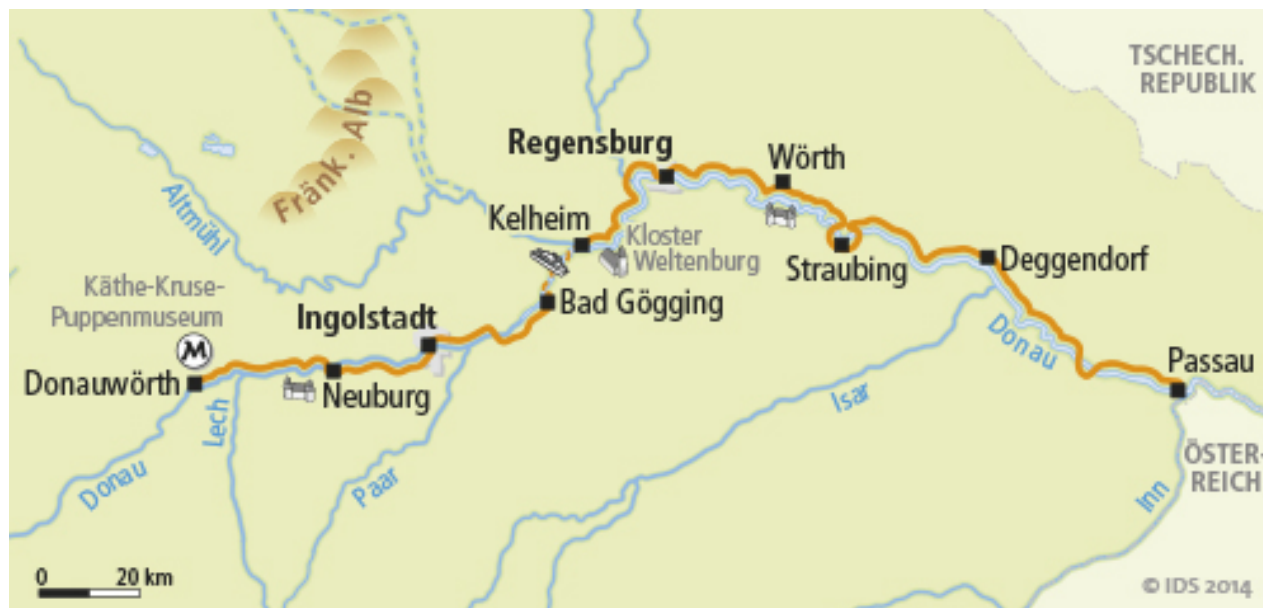 TSCHECH.
REPUBLIK
Fränk. Alb
Regensburg
Wörth
Altmühl
Kelheim
Kloster
Weltenburg
Straubing
Deggendorf
Käthe-Kruse-
Puppenmuseum
Ingolstadt
Bad Gögging
M
Donau
Passau
Donauwörth
Neuburg
Lech
Isar
Donau
Paar
ÖSTER-
REICH
Inn
0 20 km
© IDS 2014